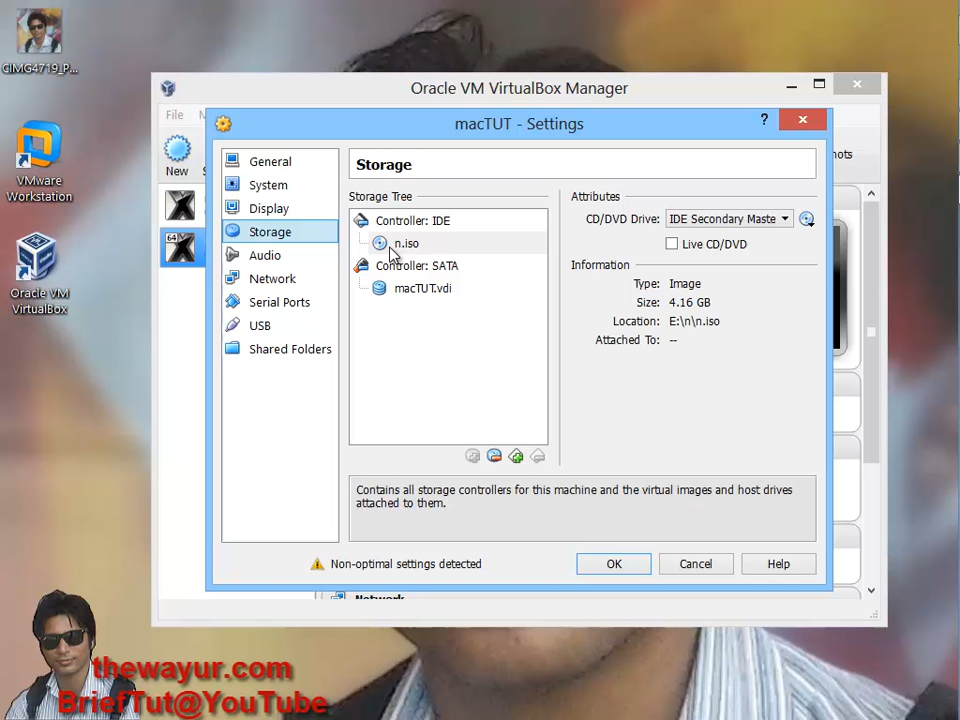 GIMG4719_P...
VMware
Workstation
Oracle VM
VirtualBox
Oracle VM VirtualBox Manager
File
New
64
macTUT - Settings
?
General
System
Display
Storage
Audio
Network
Serial Ports
USB
Shared Folders
Storage
Storage Tree
Controller: IDE
n.iso
Controller: SATA
macTUT.vdi
Attributes
CD/DVD Drive:
IDE Secondary Maste
Live CD/DVD
Information
Type: Image
Size: 4.16 GB
Location: E:\n\n.iso
Attached To: --
Contains all storage controllers for this machine and the virtual images and host drives
attached to them.
Non-optimal settings detected
OK
Cancel
Help
Network
thewayur.com
BriefTut@YouTube